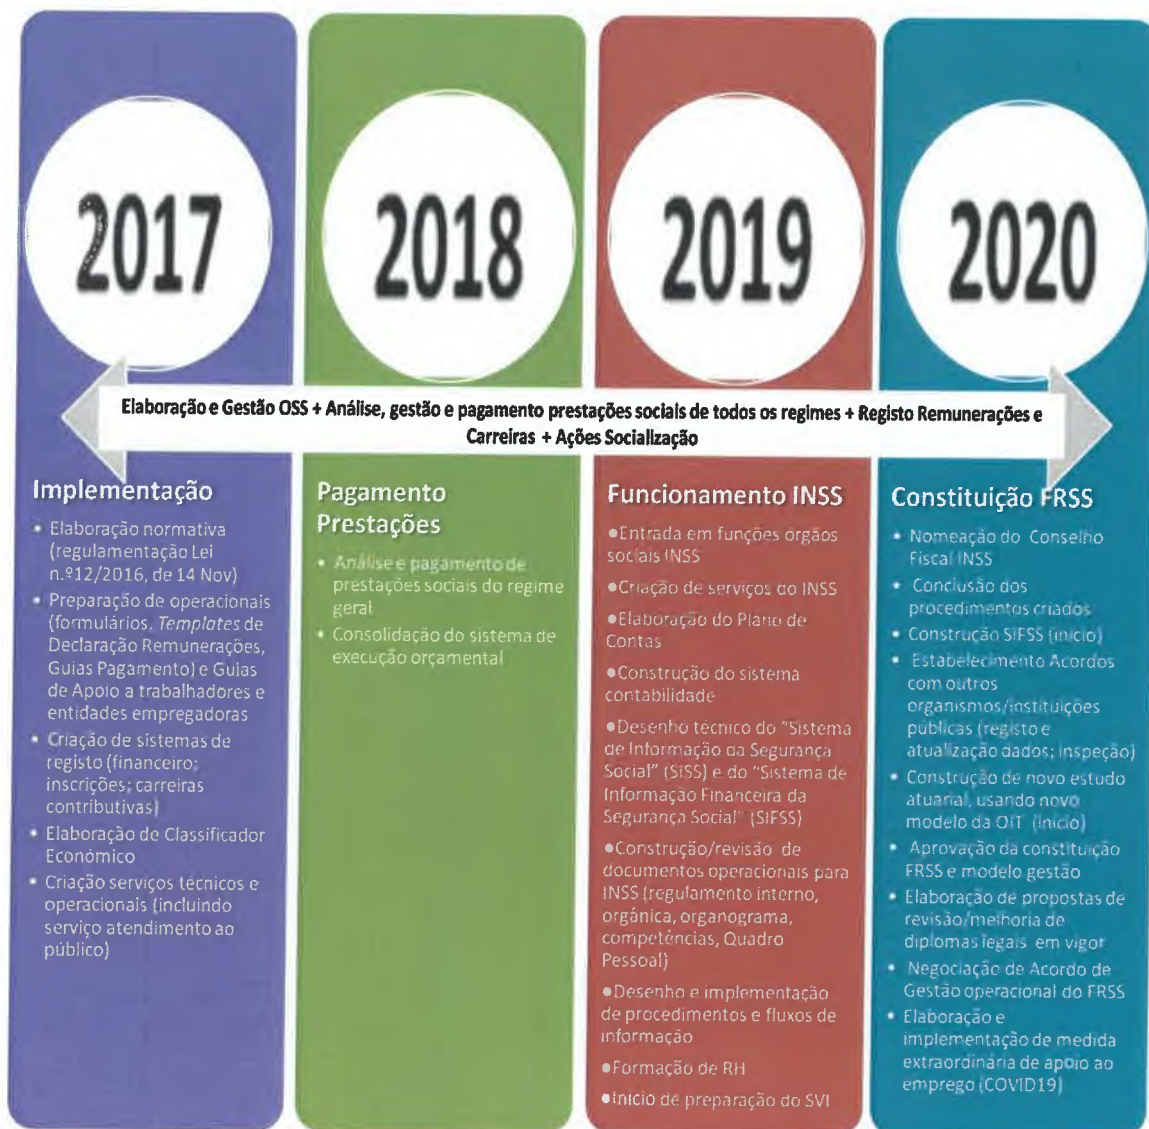 2017
2018
2019
2020
Elaboração e Gestão OSS + Análise, gestão e pagamento prestações sociais de todos os regimes + Registo Remunerações e
Carreiras + Ações Socialização
Implementação
• Elaboração normativa
(regulamentação Lei
n.º12/2016, de 14 Nov)
• Preparação de operacionais
(formulários, Templates de
Declaração Remunerações,
Guias Pagamento) e Guias
de Apoio a trabalhadores e
entidades empregadoras
• Criação de sistemas de
registo (financeiro;
inscrições; carreiras
contributivas)
• Elaboração de Classificador
Económico
• Criação serviços técnicos e
operacionais (incluindo
serviço atendimento ao
público)
Pagamento
Prestações
• Análise e pagamento de
prestações sociais do regime
geral
• Consolidação do sistema de
execução orçamental
Funcionamento INSS
•Entrada em funções órgãos
sociais INSS
•Criação de serviços do INSS
•Elaboração do Plano de
Contas
•Construção do sistema
contabilidade
•Desenho técnico do "Sistema
de Informação da Segurança
Social" (SISS) e do "Sistema de
Informação Financeira da
Segurança Social" (SIFSS)
•Construção/revisão de
documentos operacionais para
INSS (regulamento interno,
orgânica, organograma,
competências, Quadro
Pessoal)
•Desenho e implementação
de procedimentos e fluxos de
informação
•Formação de RH
•Início de preparação do SVI
Constituição FRSS
• Nomeação do Conselho
Fiscal INSS
• Conclusão dos
procedimentos criados
• Construção SIFSS (início)
• Estabelecimento Acordos
com outros
organismos/instituições
públicas (registo e
atualização dados; inspeção)
• Construção de novo estudo
atuarial, usando novo
modelo da OIT (início)
• Aprovação da constituição
FRSS e modelo gestão
• Elaboração de propostas de
revisão/melhoria de
diplomas legais em vigor
• Negociação de Acordo de
Gestão operacional do FRSS
• Elaboração e
implementação de medida
extraordinária de apoio ao
emprego (COVID19)